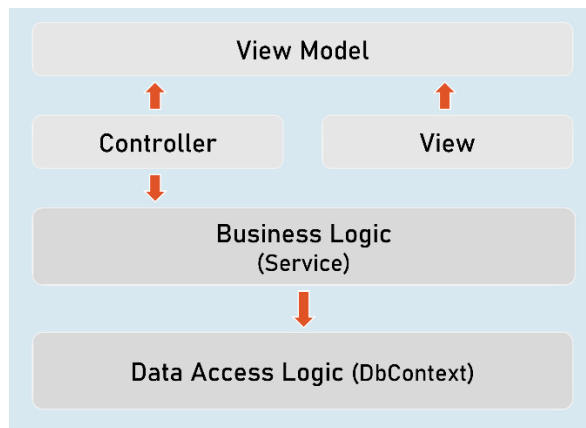 View Model
Controller
View
Business Logic
(Service)
Data Access Logic (DbContext)